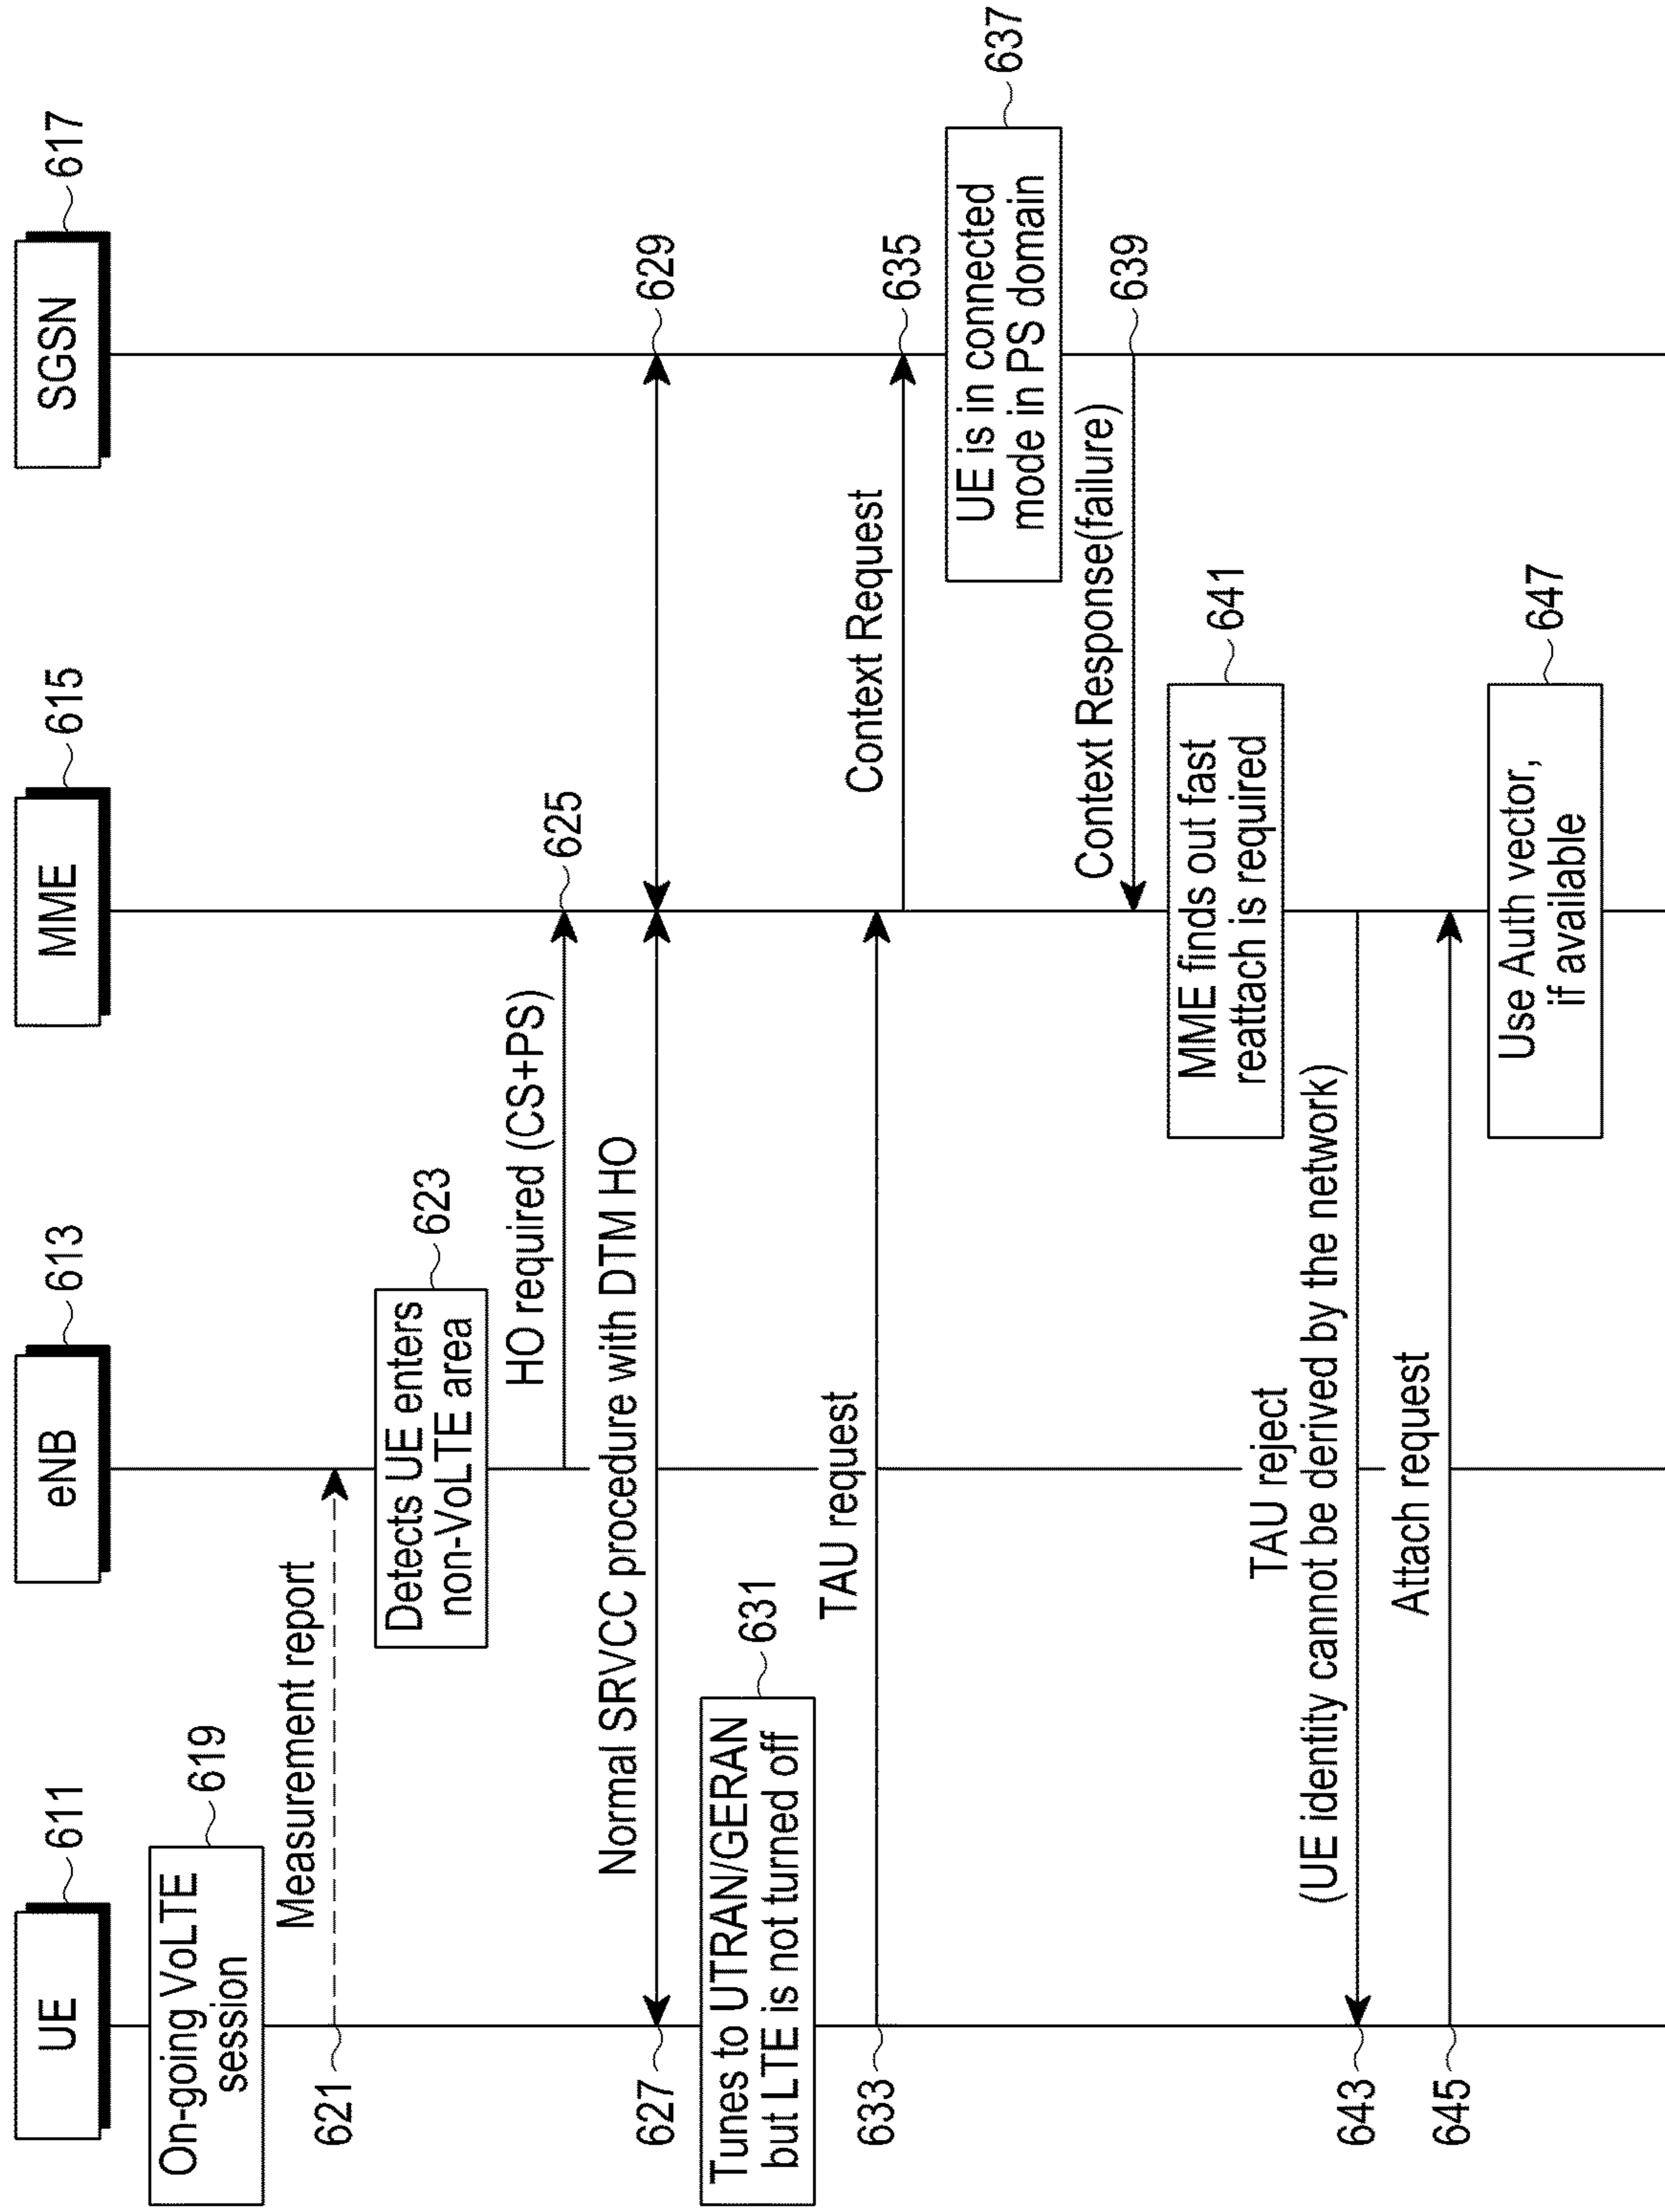 UE
611
eNB
613
MME
615
SGSN
617
On-going VoLTE
session
619
Measurement report
621
Detects UE enters
non-VoLTE area
623
HO required (CS+PS)
625
Normal SRVCC procedure with DTM HO
627
629
Tunes to UTRAN/GERAN
but LTE is not turned off
631
TAU request
633
Context Request
635
UE is in connected
mode in PS domain
637
Context Response(failure)
639
MME finds out fast
reattach is required
641
TAU reject
(UE identity cannot be derived by the network)
643
Attach request
645
Use Auth vector,
if available
647